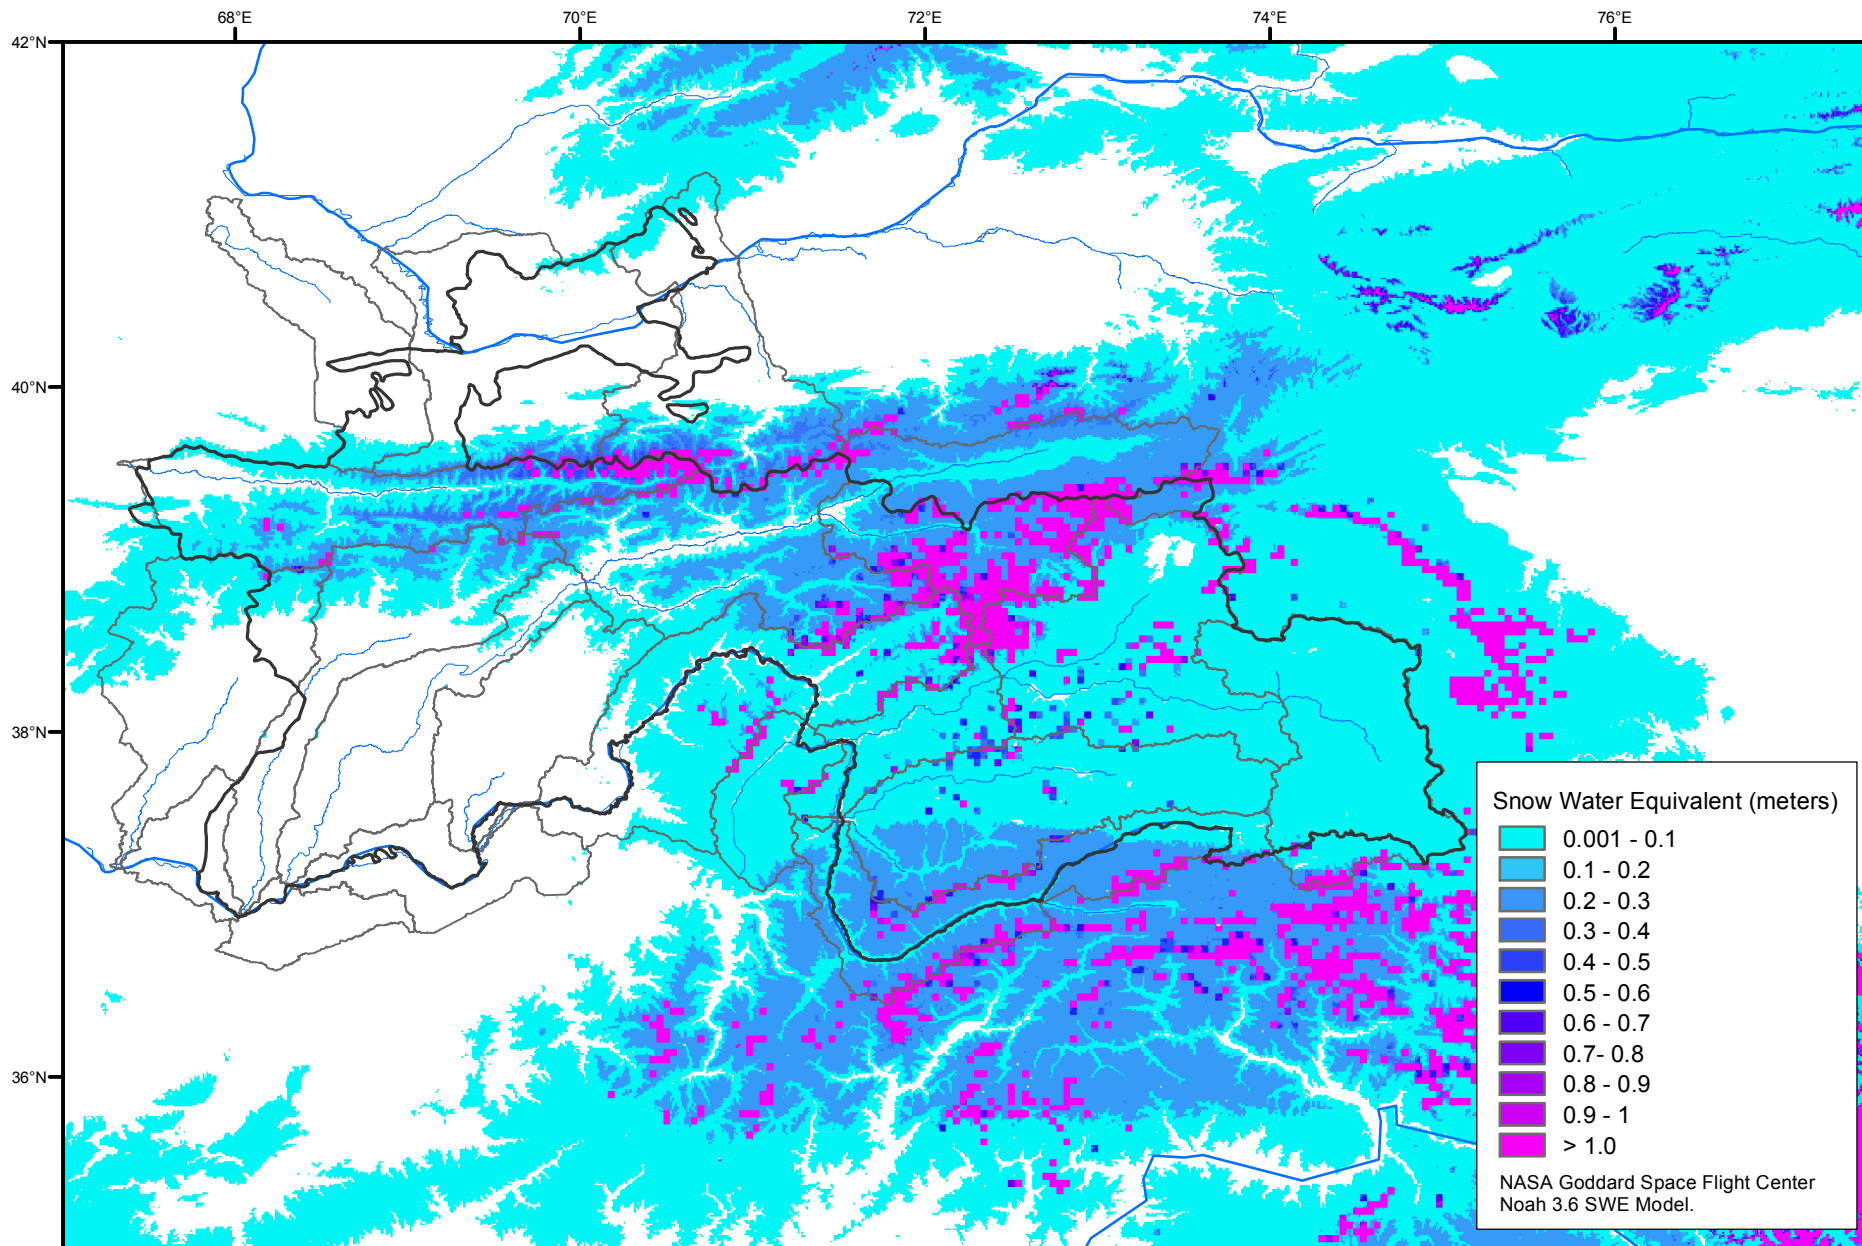 68°E
70°E
72°E
74°E
76°E
42°N
40°N
38°N
36°N
Snow Water Equivalent (meters)
0.001 - 0.1
0.1 - 0.2
0.2 - 0.3
0.3 - 0.4
0.4 - 0.5
0.5 - 0.6
0.6 - 0.7
0.7- 0.8
0.8 - 0.9
0.9 - 1
> 1.0
NASA Goddard Space Flight Center
Noah 3.6 SWE Model.